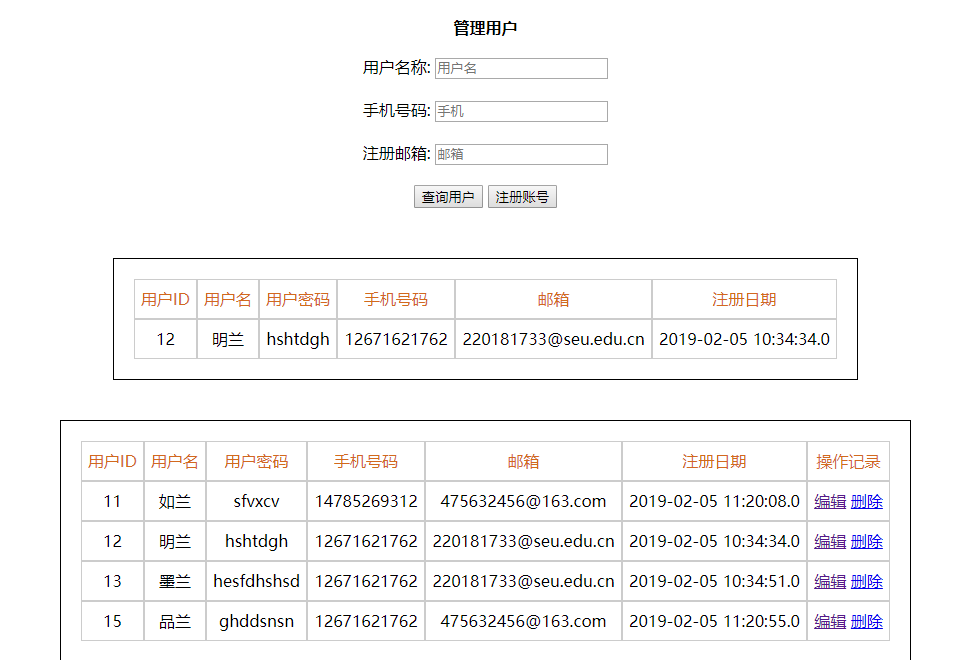 管理用户
用户名称: 用户名
手机号码: 手机
注册邮箱: 邮箱
查询用户 注册账号
用户ID 用户名 用户密码 手机号码 邮箱 注册日期
12 明兰 hshtdgh 12671621762 220181733@seu.edu.cn 2019-02-05 10:34:34.0
用户ID 用户名 用户密码 手机号码 邮箱 注册日期 操作记录
11 如兰 sfvxcv 14785269312 475632456@163.com 2019-02-05 11:20:08.0 编辑 删除
12 明兰 hshtdgh 12671621762 220181733@seu.edu.cn 2019-02-05 10:34:34.0 编辑 删除
13 墨兰 hesfdhshsd 12671621762 220181733@seu.edu.cn 2019-02-05 10:34:51.0 编辑 删除
15 品兰 ghddsnsn 12671621762 475632456@163.com 2019-02-05 11:20:55.0 编辑 删除